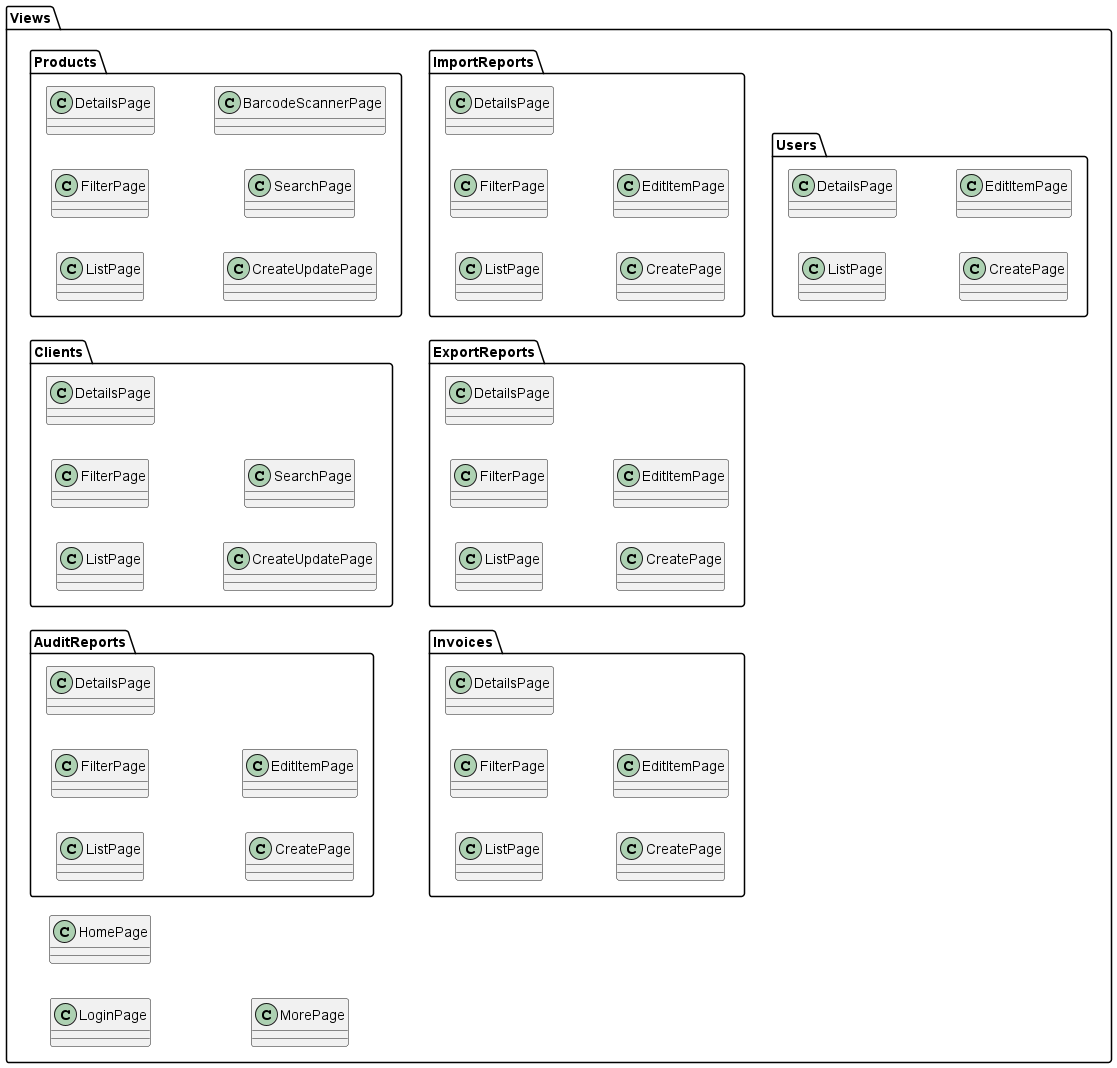 Views
Products
C DetailsPage
C BarcodeScannerPage
C FilterPage
C SearchPage
C ListPage
C CreateUpdatePage
ImportReports
C DetailsPage
C FilterPage
C EditItemPage
C ListPage
C CreatePage
Users
C DetailsPage
C EditItemPage
C ListPage
C CreatePage
Clients
C DetailsPage
C FilterPage
C SearchPage
C ListPage
C CreateUpdatePage
ExportReports
C DetailsPage
C FilterPage
C EditItemPage
C ListPage
C CreatePage
AuditReports
C DetailsPage
C FilterPage
C EditItemPage
C ListPage
C CreatePage
Invoices
C DetailsPage
C FilterPage
C EditItemPage
C ListPage
C CreatePage
C HomePage
C LoginPage
C MorePage